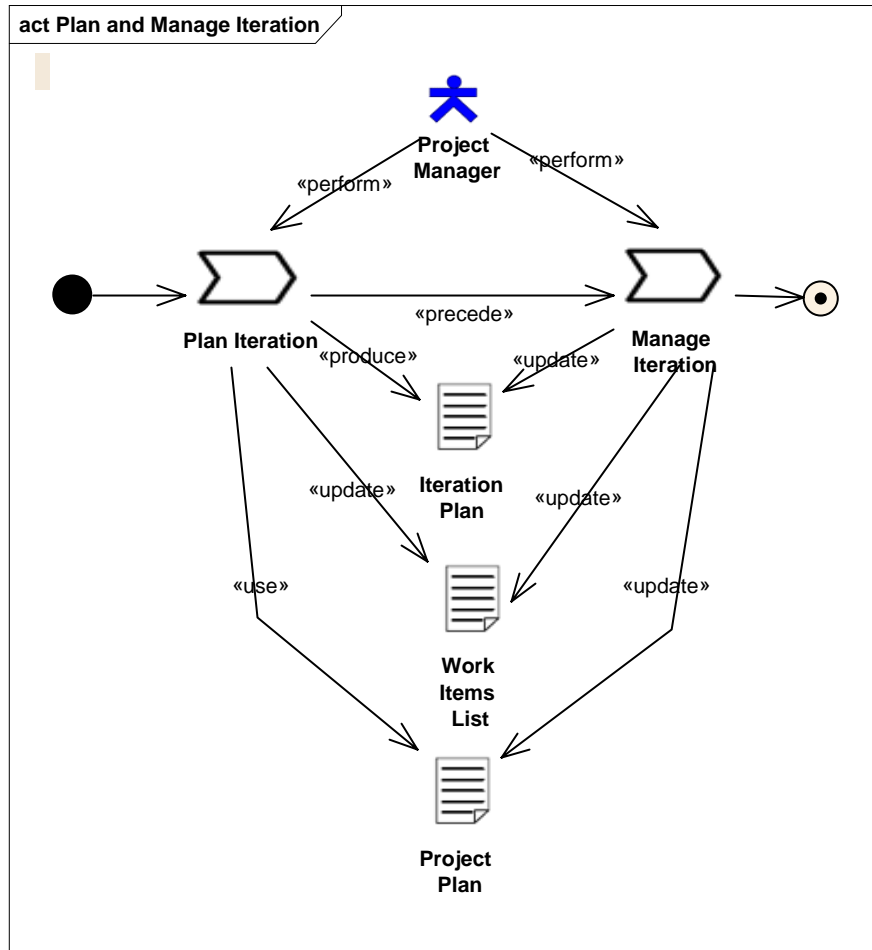 act Plan and Manage Iteration
Project
Manager
«perform»
«perform»
«precede»
Plan Iteration
Manage
Iteration
«produce»
«update»
Iteration
Plan
«update»
«update»
«use»
«update»
Work
Items
List
Project
Plan